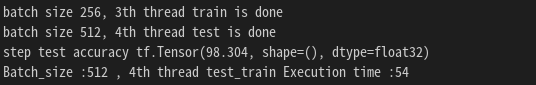 batch size 256, 3th thread train is done
batch size 512, 4th thread test is done
step test accuracy tf.Tensor(98.304, shape=(), dtype=float32)
Batch_size :512 , 4th thread test_train Execution time :54